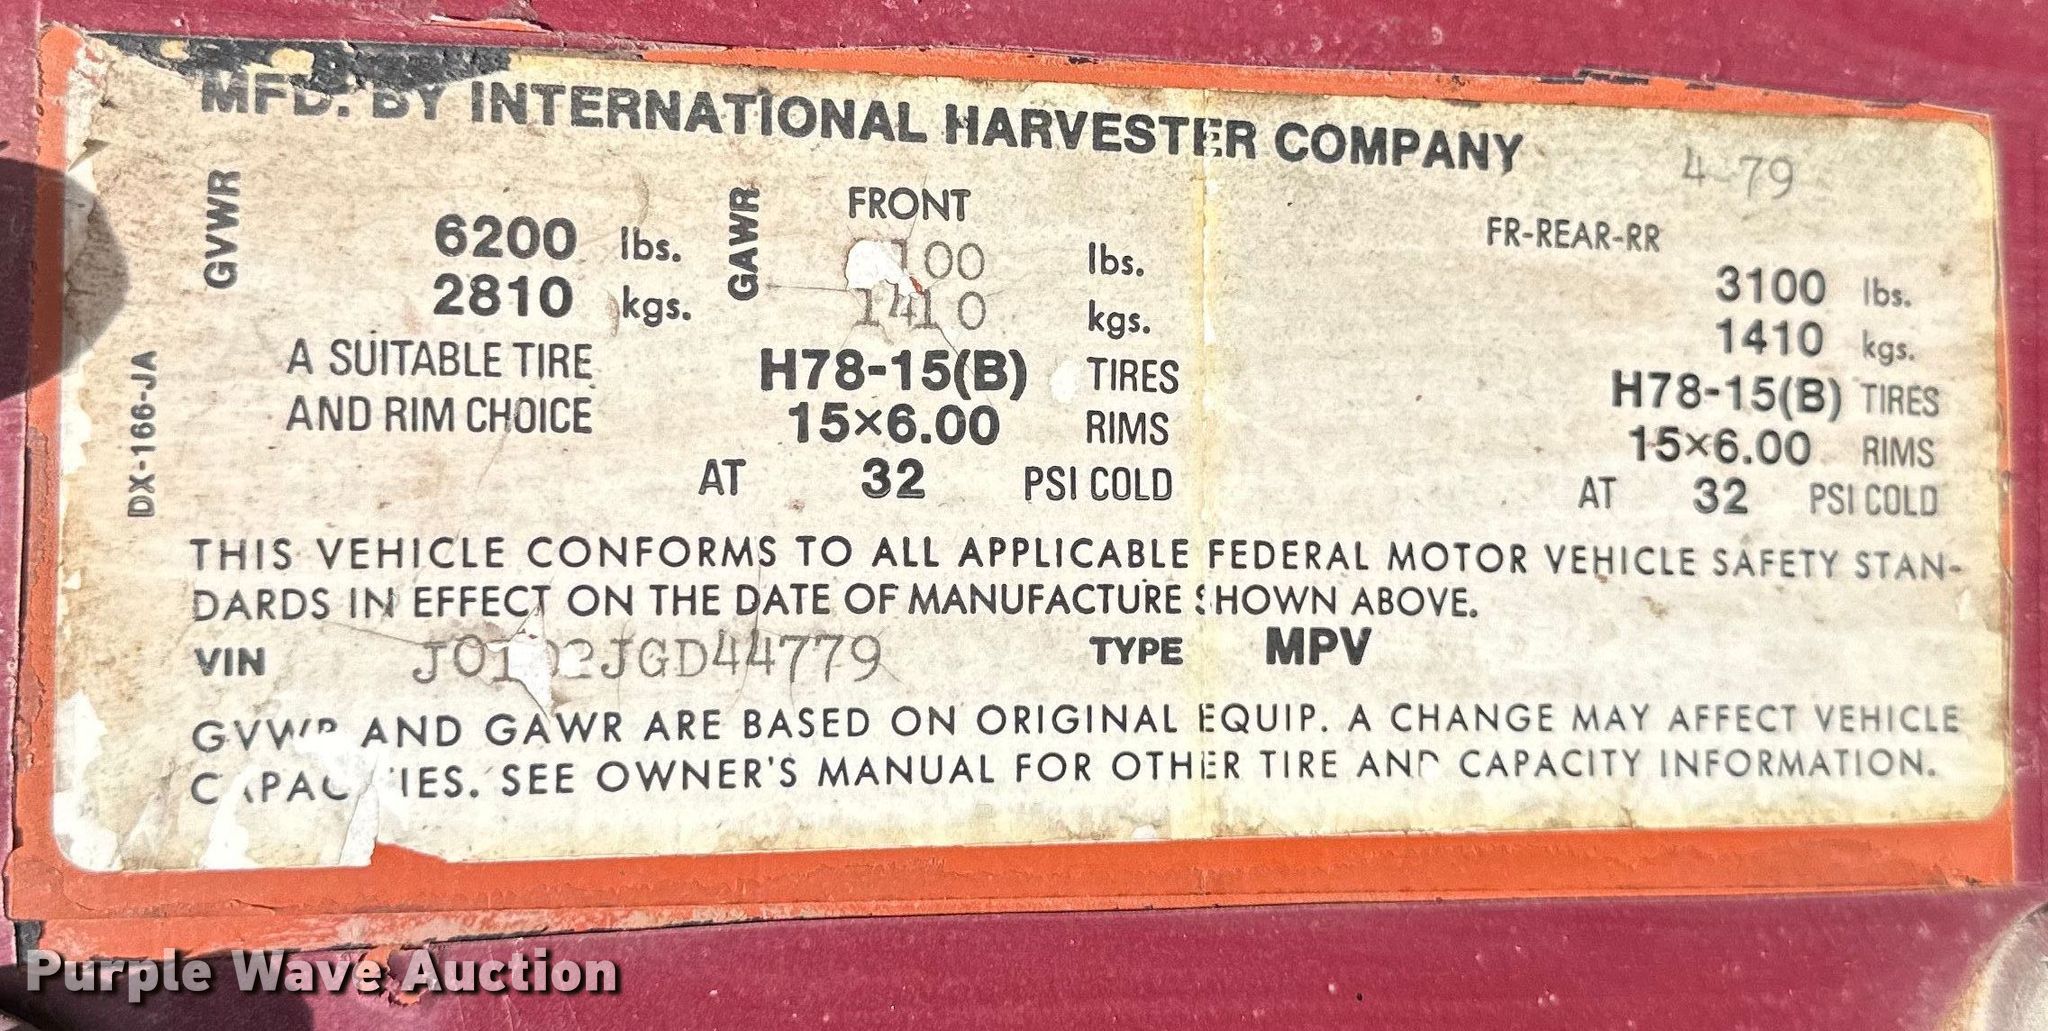 MFD. BY INTERNATIONAL HARVESTER COMPANY 4-79
GVWR 6200 lbs.
2810 kgs.
GAWR FRONT
lbs.
1410 kgs.
FR-REAR-RR
3100 lbs.
1410 kgs.
A SUITABLE TIRE
AND RIM CHOICE
H78-15(B) TIRES
15×6.00 RIMS
AT 32 PSI COLD
H78-15(B) TIRES
15×6.00 RIMS
AT 32 PSI COLD
DX-166-JA
THIS VEHICLE CONFORMS TO ALL APPLICABLE FEDERAL MOTOR VEHICLE SAFETY STAN-
DARDS IN EFFECT ON THE DATE OF MANUFACTURE SHOWN ABOVE.
VIN TYPE MPV
GVWR AND GAWR ARE BASED ON ORIGINAL EQUIP. A CHANGE MAY AFFECT VEHICLE
CAPACITIES. SEE OWNER'S MANUAL FOR OTHER TIRE AND CAPACITY INFORMATION.
Purple Wave Auction